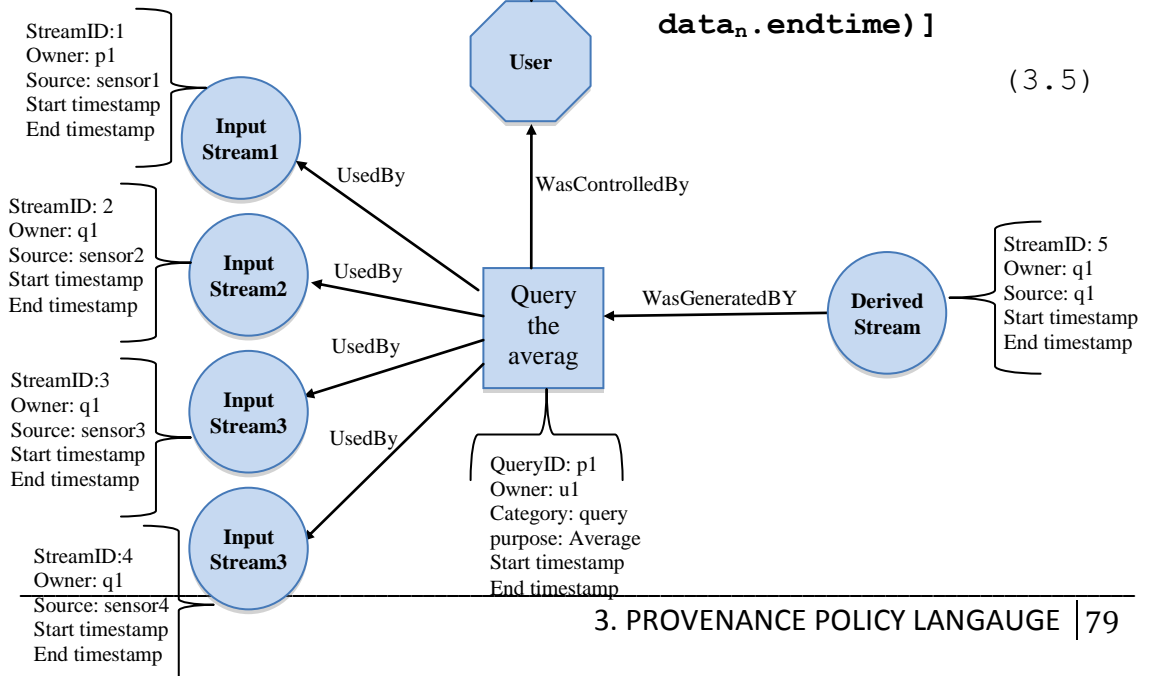 dataₙ.endtime)]
(3.5)
StreamID:1
Owner: p1
Source: sensor1
Start timestamp
End timestamp
Input
Stream1
User
UsedBy
WasControlledBy
StreamID: 2
Owner: q1
Source: sensor2
Start timestamp
End timestamp
Input
Stream2
UsedBy
Query
the
averag
WasGeneratedBY
Derived
Stream
StreamID: 5
Owner: q1
Source: q1
Start timestamp
End timestamp
UsedBy
StreamID:3
Owner: q1
Source: sensor3
Start timestamp
End timestamp
Input
Stream3
UsedBy
QueryID: p1
Owner: u1
Category: query
purpose: Average
Start timestamp
End timestamp
StreamID:4
Owner: q1
Source: sensor4
Start timestamp
End timestamp
Input
Stream3
3. PROVENANCE POLICY LANGAUGE 79